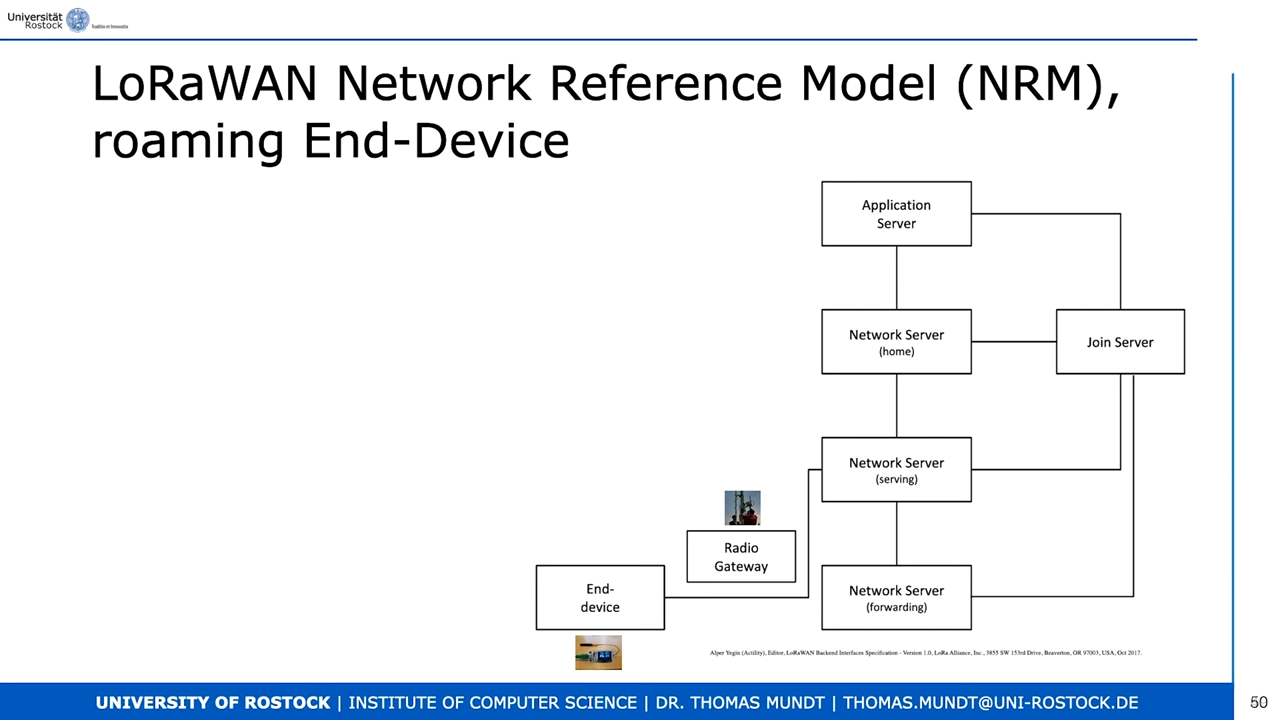 Universität
Rostock
Traditio et Innovatio
LoRaWAN Network Reference Model (NRM),
roaming End-Device
Application
Server
Network Server
(home)
Join Server
Network Server
(serving)
Radio
Gateway
End-
device
Network Server
(forwarding)
Alper Yegin (Actility), Editor, LoRaWAN Backend Interfaces Specification - Version 1.0, LoRa Alliance, Inc., 3855 SW 153rd Drive, Beaverton, OR 97003, USA, Oct 2017.
UNIVERSITY OF ROSTOCK | INSTITUTE OF COMPUTER SCIENCE | DR. THOMAS MUNDT | THOMAS.MUNDT@UNI-ROSTOCK.DE
50